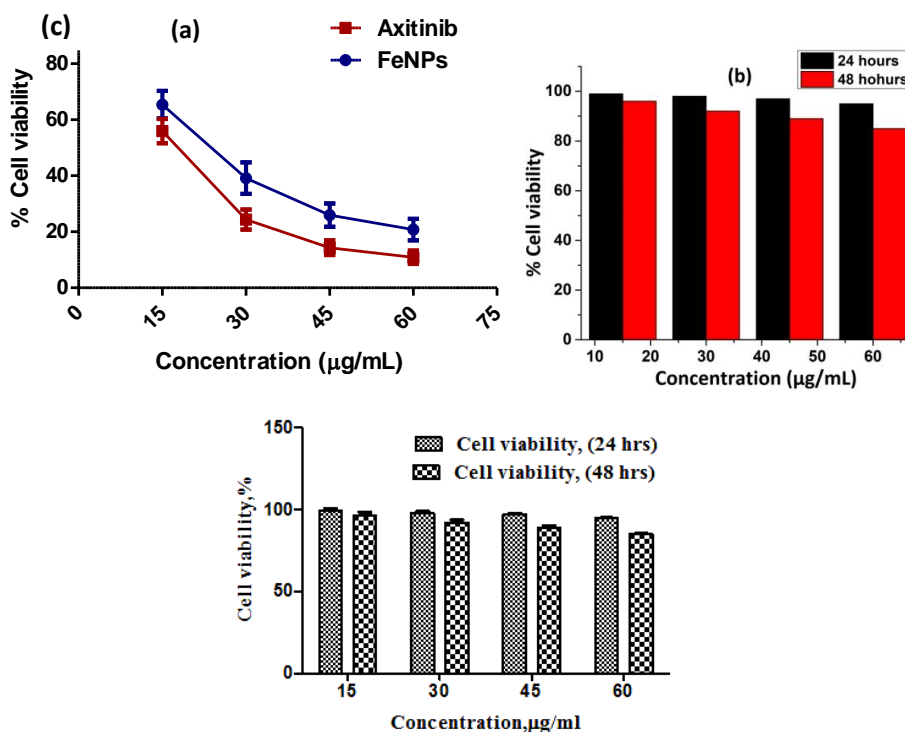 (c)
(a)
Axitinib
FeNPs
80
60
40
20
0
% Cell viability
0 15 30 45 60 75
Concentration (µg/mL)
(b)
24 hours
48 hohurs
100
80
60
40
20
0
% Cell viability
10 20 30 40 50 60
Concentration (µg/mL)
150
100
50
0
Cell viability,%
Cell viability, (24 hrs)
Cell viability, (48 hrs)
15 30 45 60
Concentration,µg/ml